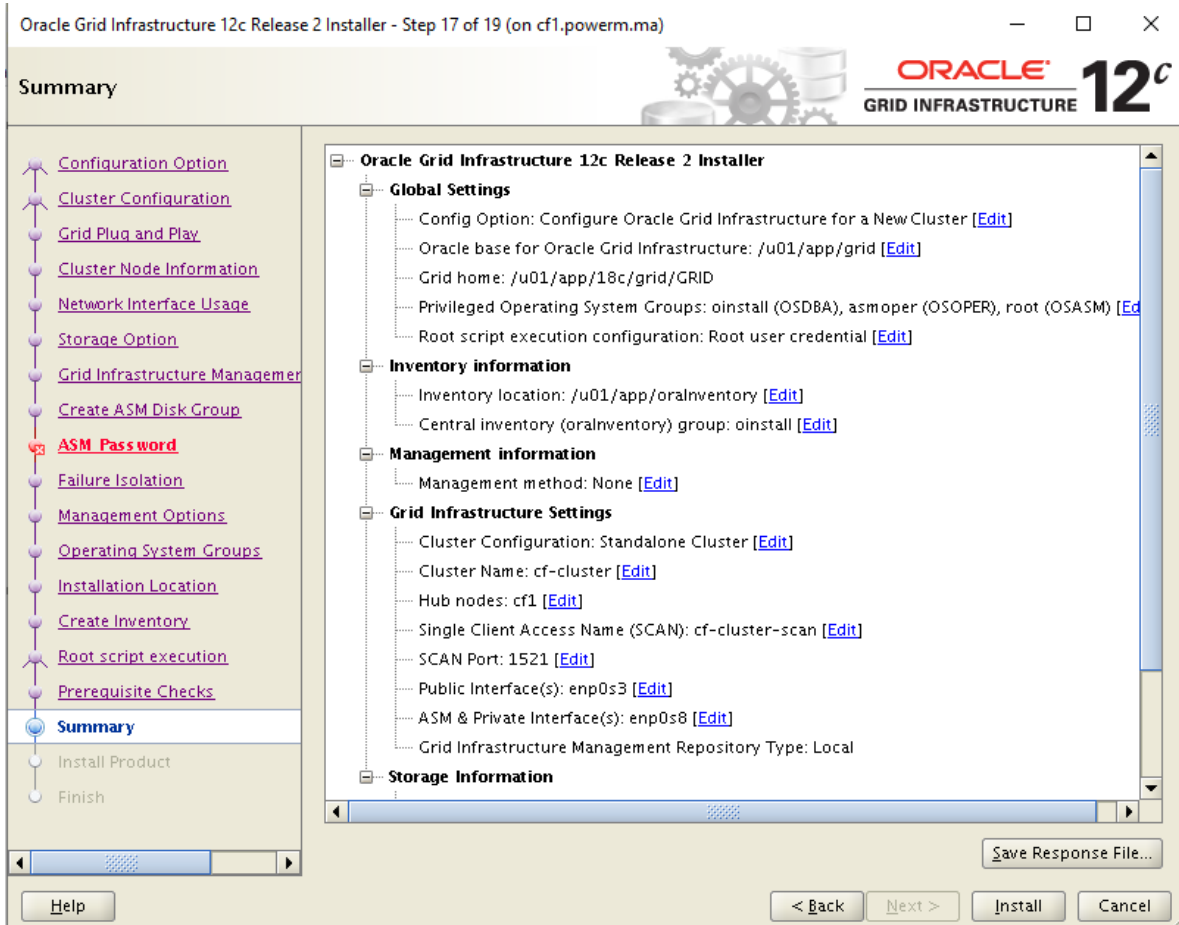 Oracle Grid Infrastructure 12c Release 2 Installer - Step 17 of 19 (on cf1.powerm.ma)
Summary
ORACLE
GRID INFRASTRUCTURE
12c
Configuration Option
Cluster Configuration
Grid Plug and Play
Cluster Node Information
Network Interface Usage
Storage Option
Grid Infrastructure Managemer
Create ASM Disk Group
ASM Password
Failure Isolation
Management Options
Operating System Groups
Installation Location
Create Inventory
Root script execution
Prerequisite Checks
Summary
Install Product
Finish
Oracle Grid Infrastructure 12c Release 2 Installer
Global Settings
Config Option: Configure Oracle Grid Infrastructure for a New Cluster [Edit]
Oracle base for Oracle Grid Infrastructure: /u01/app/grid [Edit]
Grid home: /u01/app/18c/grid/GRID
Privileged Operating System Groups: oinstall (OSDBA), asmoper (OSOPER), root (OSASM) [Ed
Root script execution configuration: Root user credential [Edit]
Inventory information
Inventory location: /u01/app/oraInventory [Edit]
Central inventory (oraInventory) group: oinstall [Edit]
Management information
Management method: None [Edit]
Grid Infrastructure Settings
Cluster Configuration: Standalone Cluster [Edit]
Cluster Name: cf-cluster [Edit]
Hub nodes: cf1 [Edit]
Single Client Access Name (SCAN): cf-cluster-scan [Edit]
SCAN Port: 1521 [Edit]
Public Interface(s): enp0s3 [Edit]
ASM & Private Interface(s): enp0s8 [Edit]
Grid Infrastructure Management Repository Type: Local
Storage Information
Save Response File...
Help
< Back
Next >
Install
Cancel